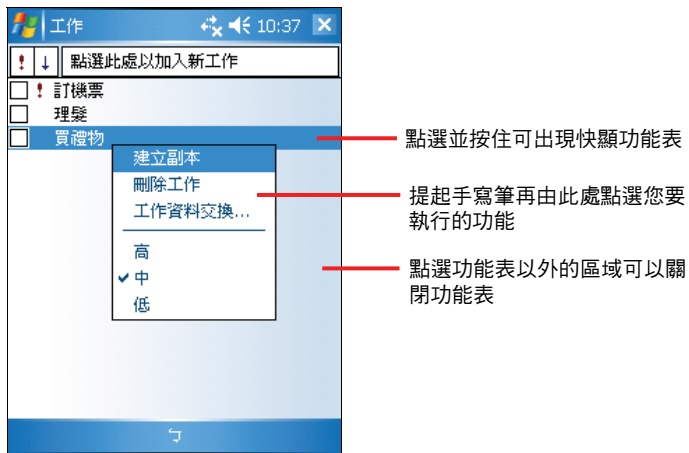 工作 10:37
! ↓ 點選此處以加入新工作
! 訂機票
理髮
買禮物
建立副本
刪除工作
工作資料交換...
高
✓ 中
低
點選並按住可出現快顯功能表
提起手寫筆再由此處點選您要
執行的功能
點選功能表以外的區域可以關
閉功能表